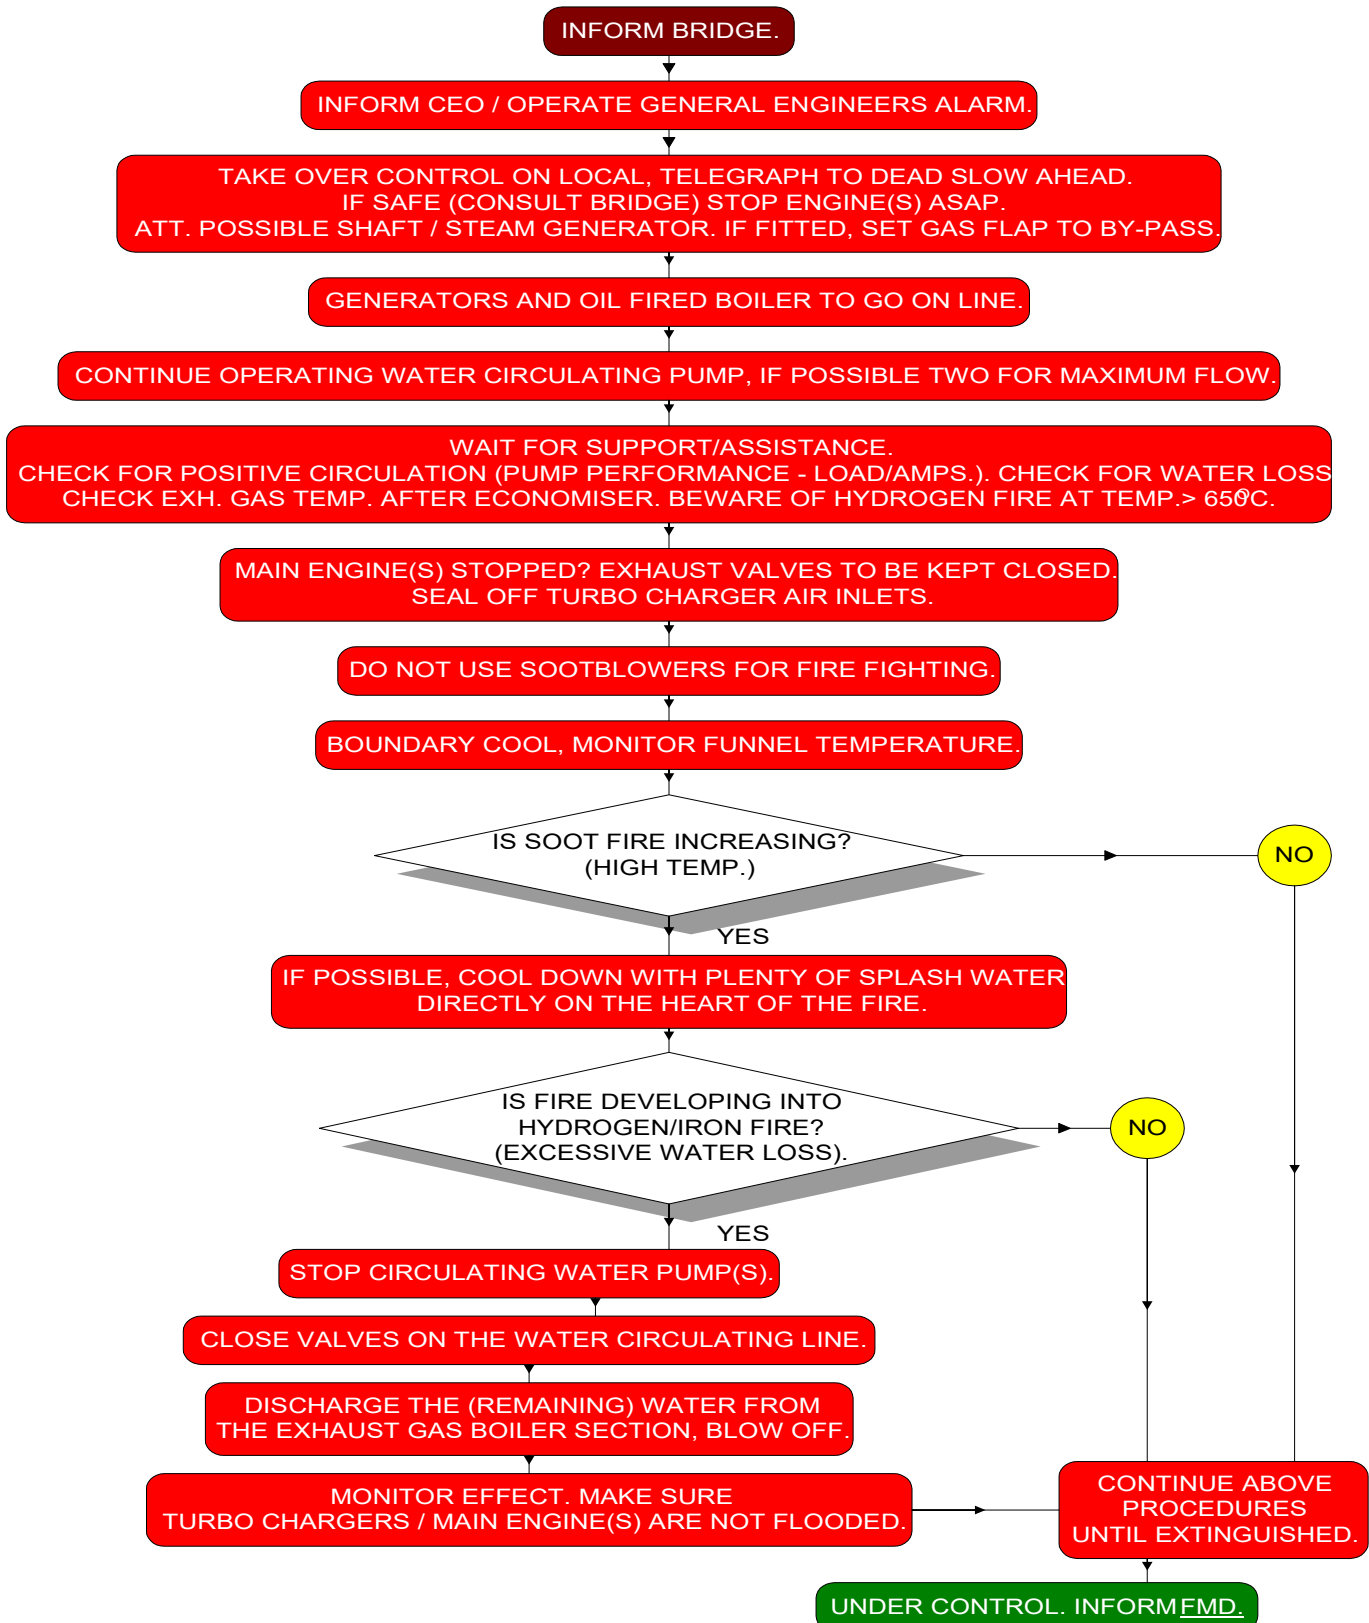 INFORM BRIDGE.
INFORM CEO / OPERATE GENERAL ENGINEERS ALARM.
TAKE OVER CONTROL ON LOCAL, TELEGRAPH TO DEAD SLOW AHEAD.
IF SAFE (CONSULT BRIDGE) STOP ENGINE(S) ASAP.
ATT. POSSIBLE SHAFT / STEAM GENERATOR. IF FITTED, SET GAS FLAP TO BY-PASS.
GENERATORS AND OIL FIRED BOILER TO GO ON LINE.
CONTINUE OPERATING WATER CIRCULATING PUMP, IF POSSIBLE TWO FOR MAXIMUM FLOW.
WAIT FOR SUPPORT/ASSISTANCE.
CHECK FOR POSITIVE CIRCULATION (PUMP PERFORMANCE - LOAD/AMPS.). CHECK FOR WATER LOSS
CHECK EXH. GAS TEMP. AFTER ECONOMISER. BEWARE OF HYDROGEN FIRE AT TEMP.> 650°C.
MAIN ENGINE(S) STOPPED? EXHAUST VALVES TO BE KEPT CLOSED.
SEAL OFF TURBO CHARGER AIR INLETS.
DO NOT USE SOOTBLOWERS FOR FIRE FIGHTING.
BOUNDARY COOL, MONITOR FUNNEL TEMPERATURE.
IS SOOT FIRE INCREASING?
(HIGH TEMP.)
NO
YES
IF POSSIBLE, COOL DOWN WITH PLENTY OF SPLASH WATER
DIRECTLY ON THE HEART OF THE FIRE.
IS FIRE DEVELOPING INTO
HYDROGEN/IRON FIRE?
(EXCESSIVE WATER LOSS).
NO
YES
STOP CIRCULATING WATER PUMP(S).
CLOSE VALVES ON THE WATER CIRCULATING LINE.
DISCHARGE THE (REMAINING) WATER FROM
THE EXHAUST GAS BOILER SECTION, BLOW OFF.
MONITOR EFFECT. MAKE SURE
TURBO CHARGERS / MAIN ENGINE(S) ARE NOT FLOODED.
CONTINUE ABOVE
PROCEDURES
UNTIL EXTINGUISHED.
UNDER CONTROL. INFORM FMD.